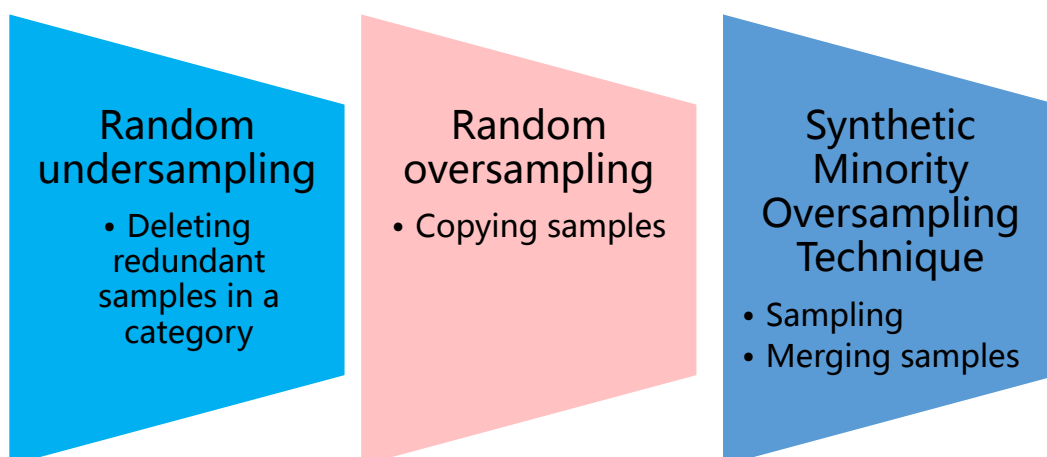 Random
undersampling
• Deleting
redundant
samples in a
category
Random
oversampling
• Copying samples
Synthetic
Minority
Oversampling
Technique
• Sampling
• Merging samples